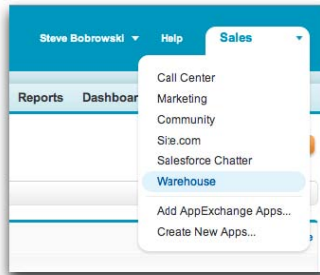 Steve Bobrowski Help Sales
Call Center
Marketing
Community
Site.com
Salesforce Chatter
Warehouse
Add AppExchange Apps...
Create New Apps...
Reports Dashboar